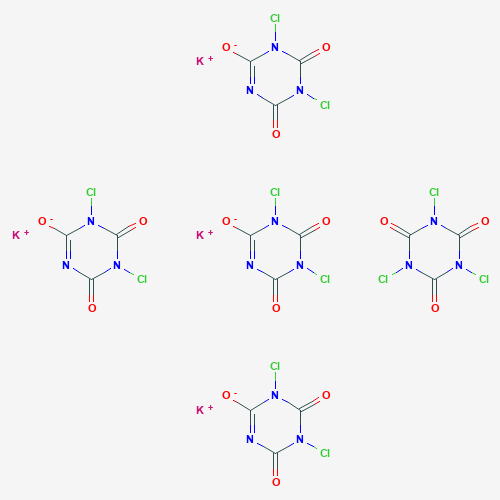 Cl
O - N O
K +
N N
Cl
O
Cl Cl Cl
O - N O O - N O O N O
K + K +
N N N N N N
Cl Cl Cl Cl
O O O
Cl
O - N O
K +
N N
Cl
O